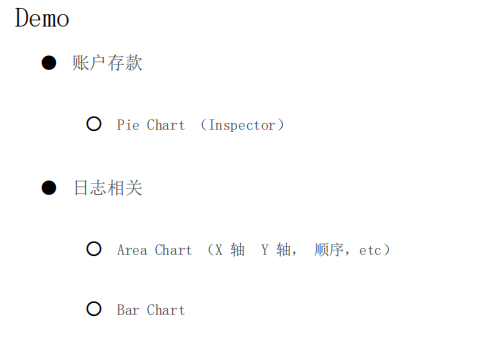 Demo
账户存款
Pie Chart （Inspector）
日志相关
Area Chart （X 轴  Y 轴， 顺序，etc）
Bar Chart